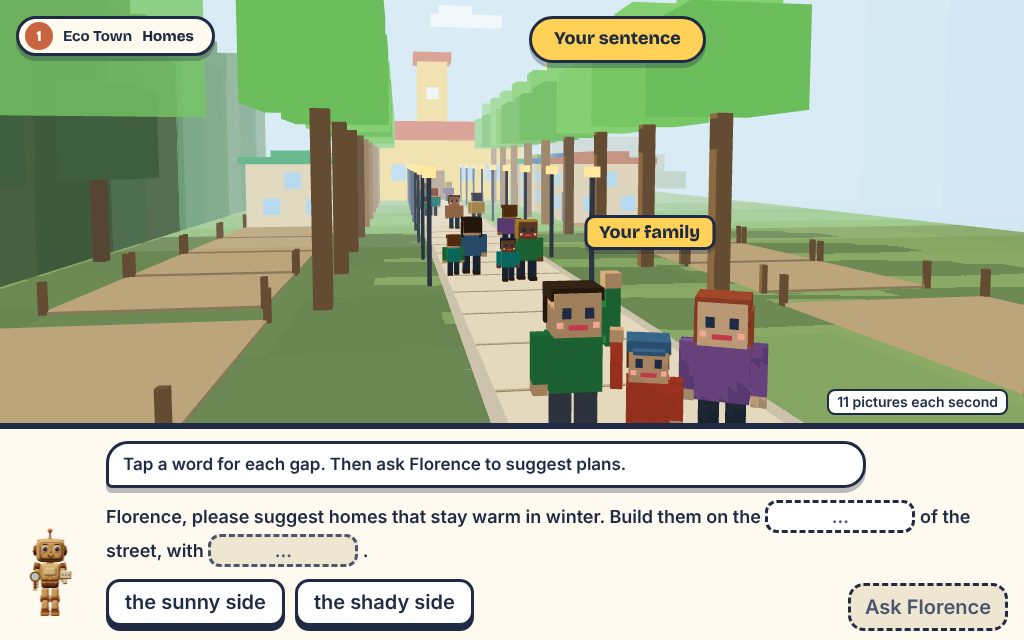 1 Eco Town Homes
Your sentence
Your family
11 pictures each second
Tap a word for each gap. Then ask Florence to suggest plans.
Florence, please suggest homes that stay warm in winter. Build them on the ... of the
street, with ... .
the sunny side
the shady side
Ask Florence